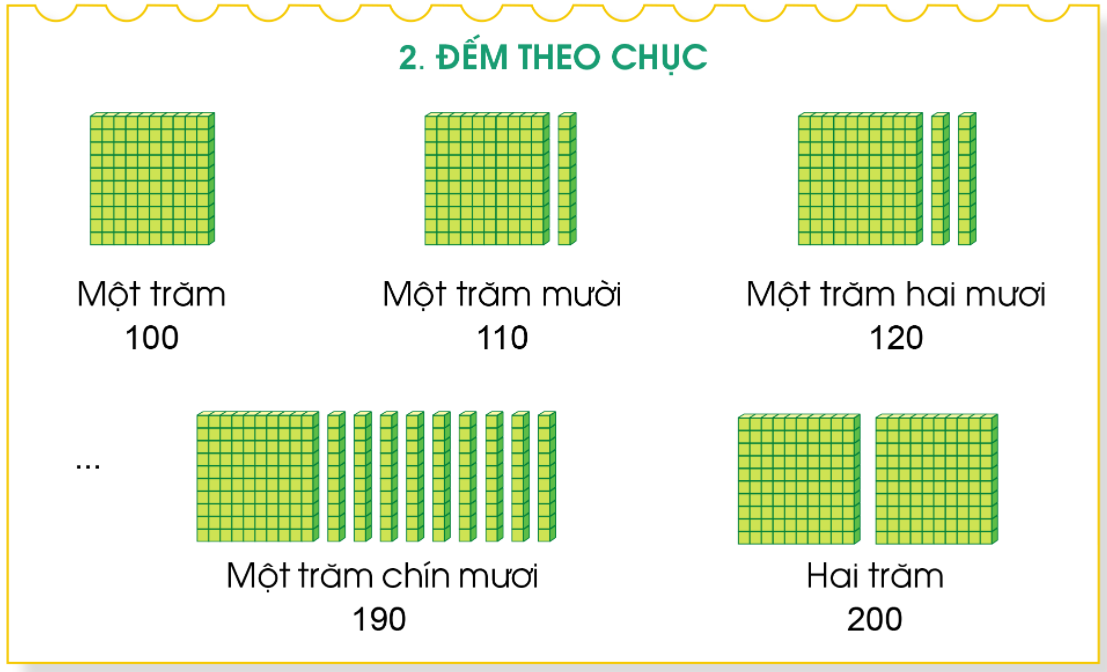 2. ĐẾM THEO CHỤC
Một trăm
100
Một trăm mười
110
Một trăm hai mươi
120
...
Một trăm chín mươi
190
Hai trăm
200